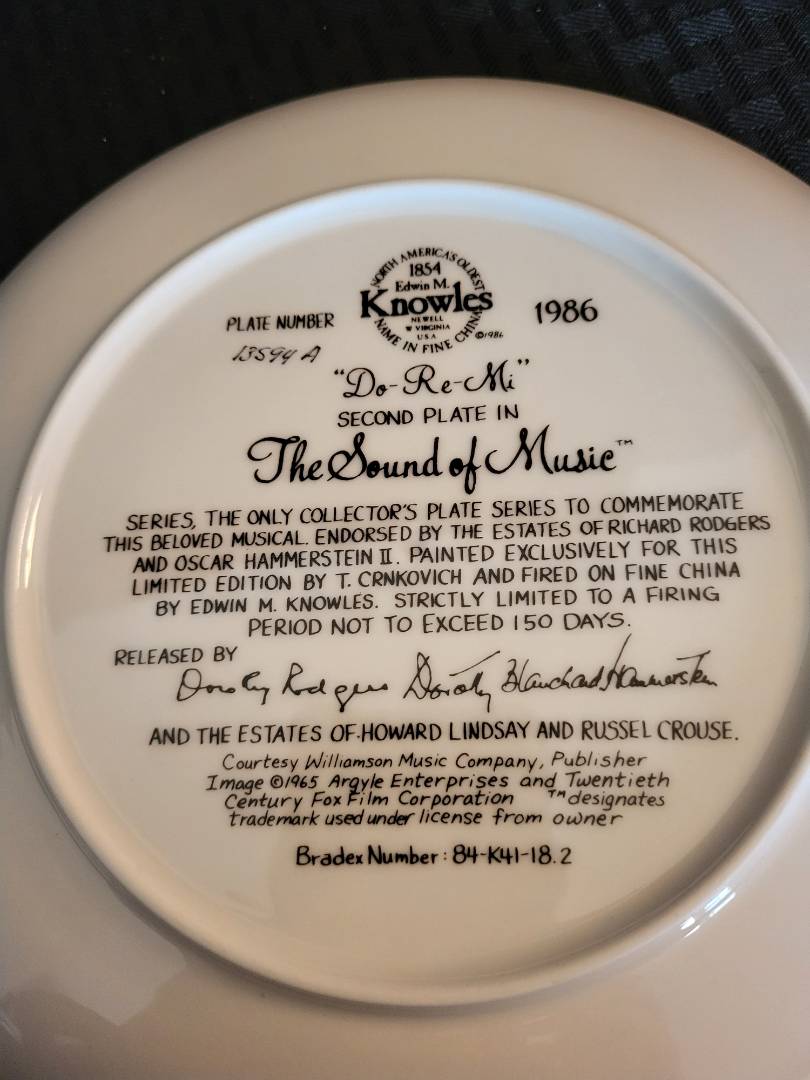 NORTH AMERICA'S OLDEST
1854
Edwin M.
Knowles
NEWELL
W VIRGINIA
U.S.A
NAME IN FINE CHINA
©1986
PLATE NUMBER
13594 A
1986
"Do-Re-Mi"
SECOND PLATE IN
The Sound of Music™
SERIES, THE ONLY COLLECTOR'S PLATE SERIES TO COMMEMORATE
THIS BELOVED MUSICAL. ENDORSED BY THE ESTATES OF RICHARD RODGERS
AND OSCAR HAMMERSTEIN II. PAINTED EXCLUSIVELY FOR THIS
LIMITED EDITION BY T. CRNKOVICH AND FIRED ON FINE CHINA
BY EDWIN M. KNOWLES. STRICTLY LIMITED TO A FIRING
PERIOD NOT TO EXCEED 150 DAYS.
RELEASED BY
Dorothy Rodgers Dorothy Blanchard Hammerstein
AND THE ESTATES OF HOWARD LINDSAY AND RUSSEL CROUSE.
Courtesy Williamson Music Company, Publisher
Image ©1965 Argyle Enterprises and Twentieth
Century Fox Film Corporation ™designates
trademark used under license from owner
Bradex Number: 84-K41-18.2